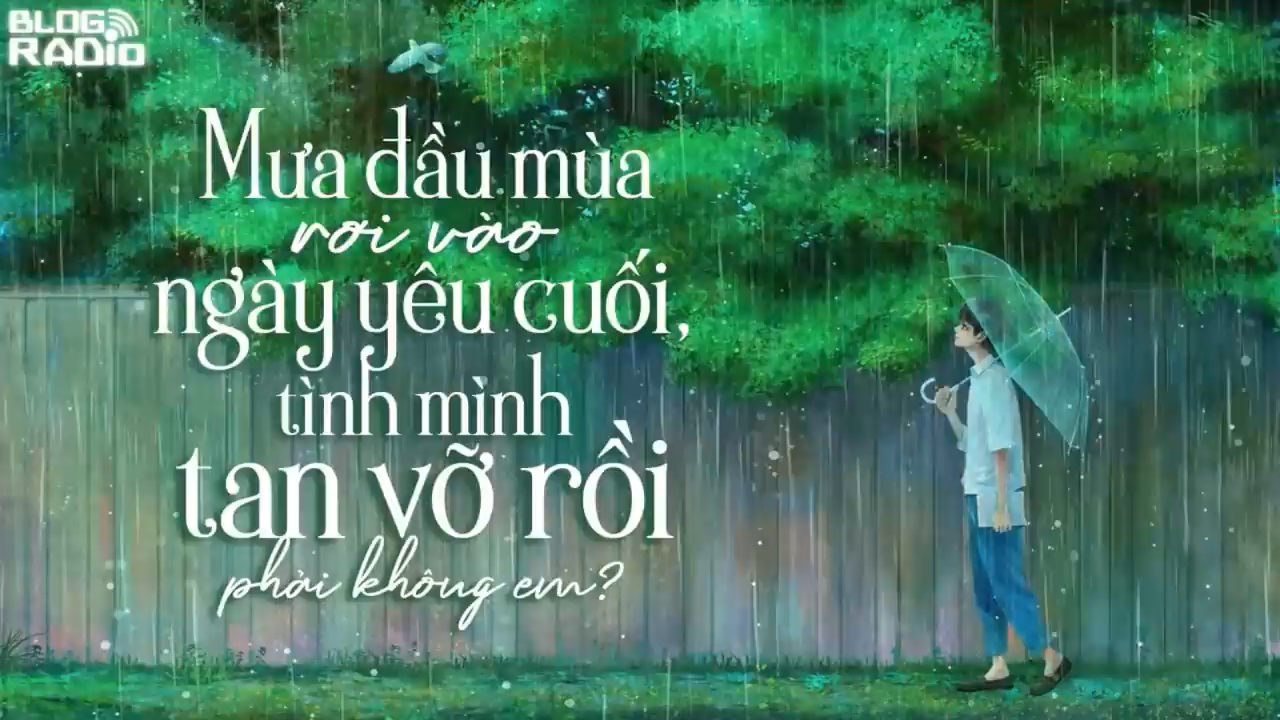 BLOG
RADIO
Mưa đầu mùa
rơi vào
ngày yêu cuối,
tình mình
tan vỡ rồi
phải không em?